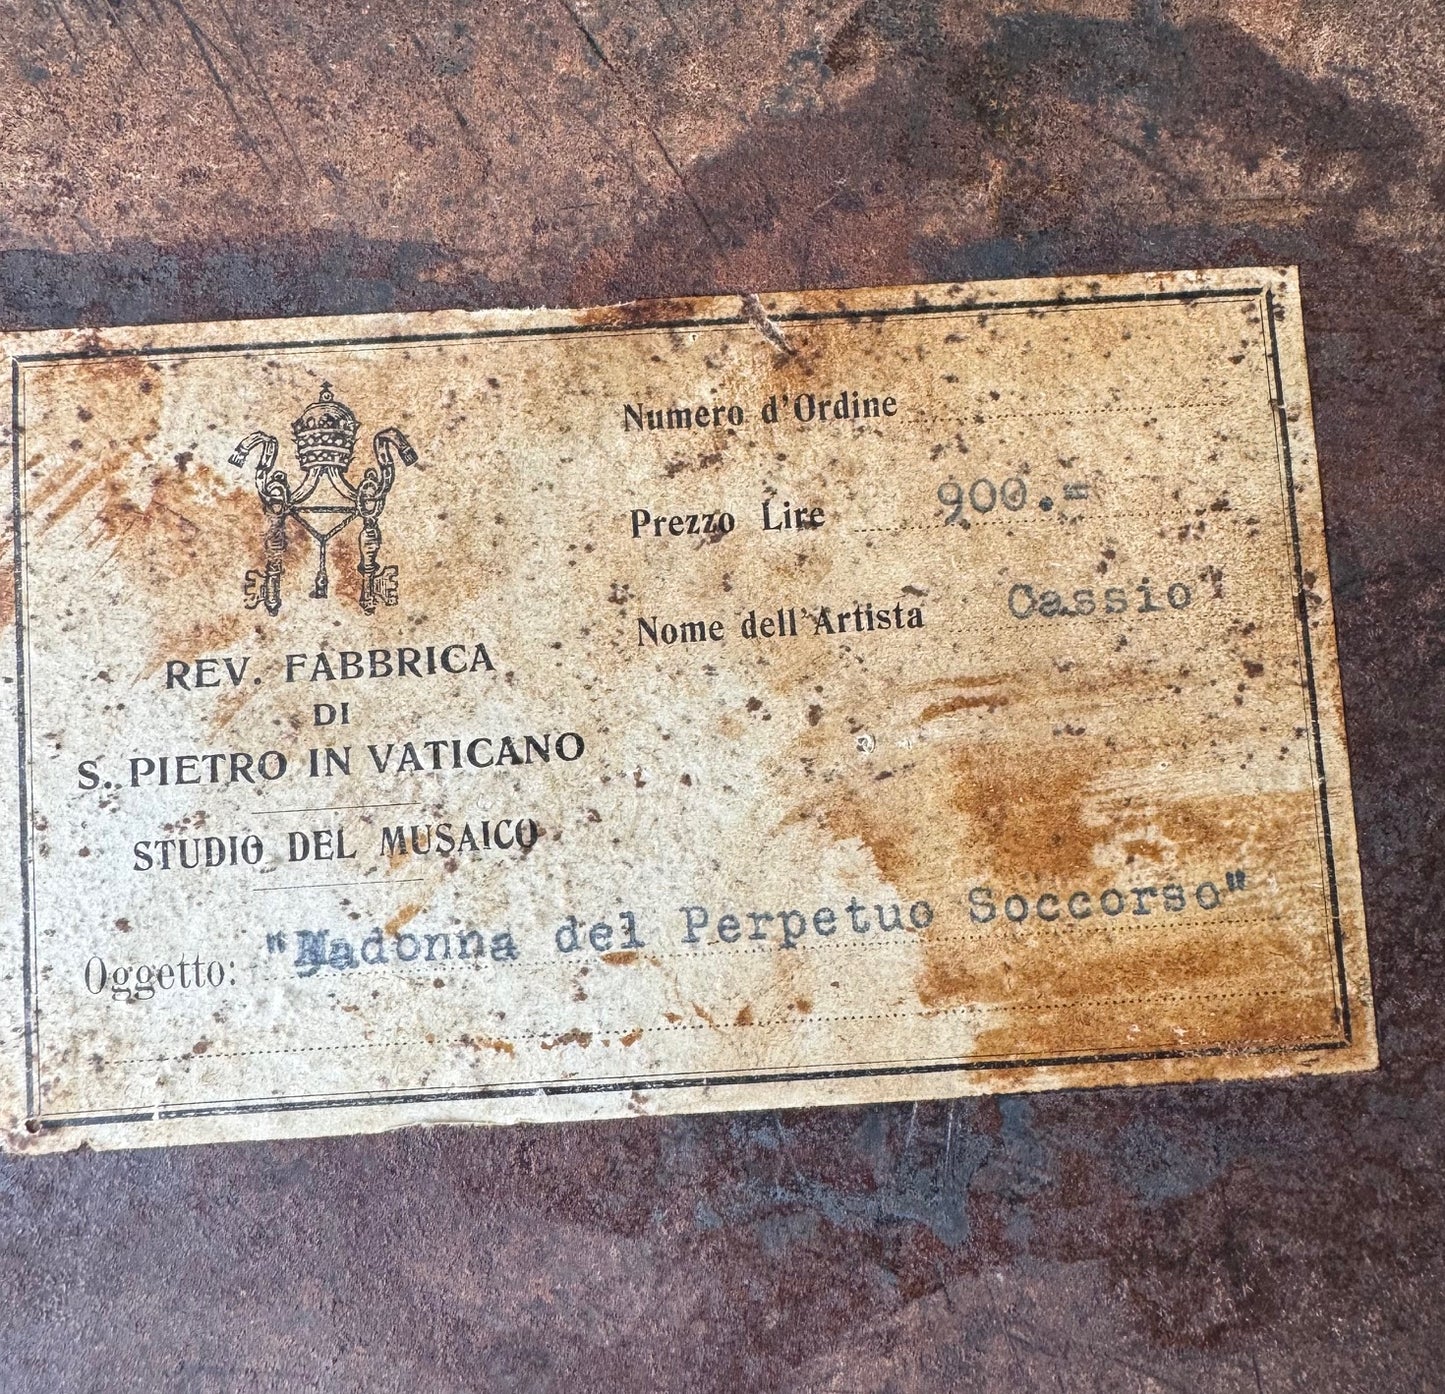 Numero d'Ordine
Prezzo Lire 900.=
Nome dell'Artista Cassio
REV. FABBRICA
DI
S. PIETRO IN VATICANO
STUDIO DEL MUSAICO
Oggetto: "Madonna del Perpetuo Soccorso"